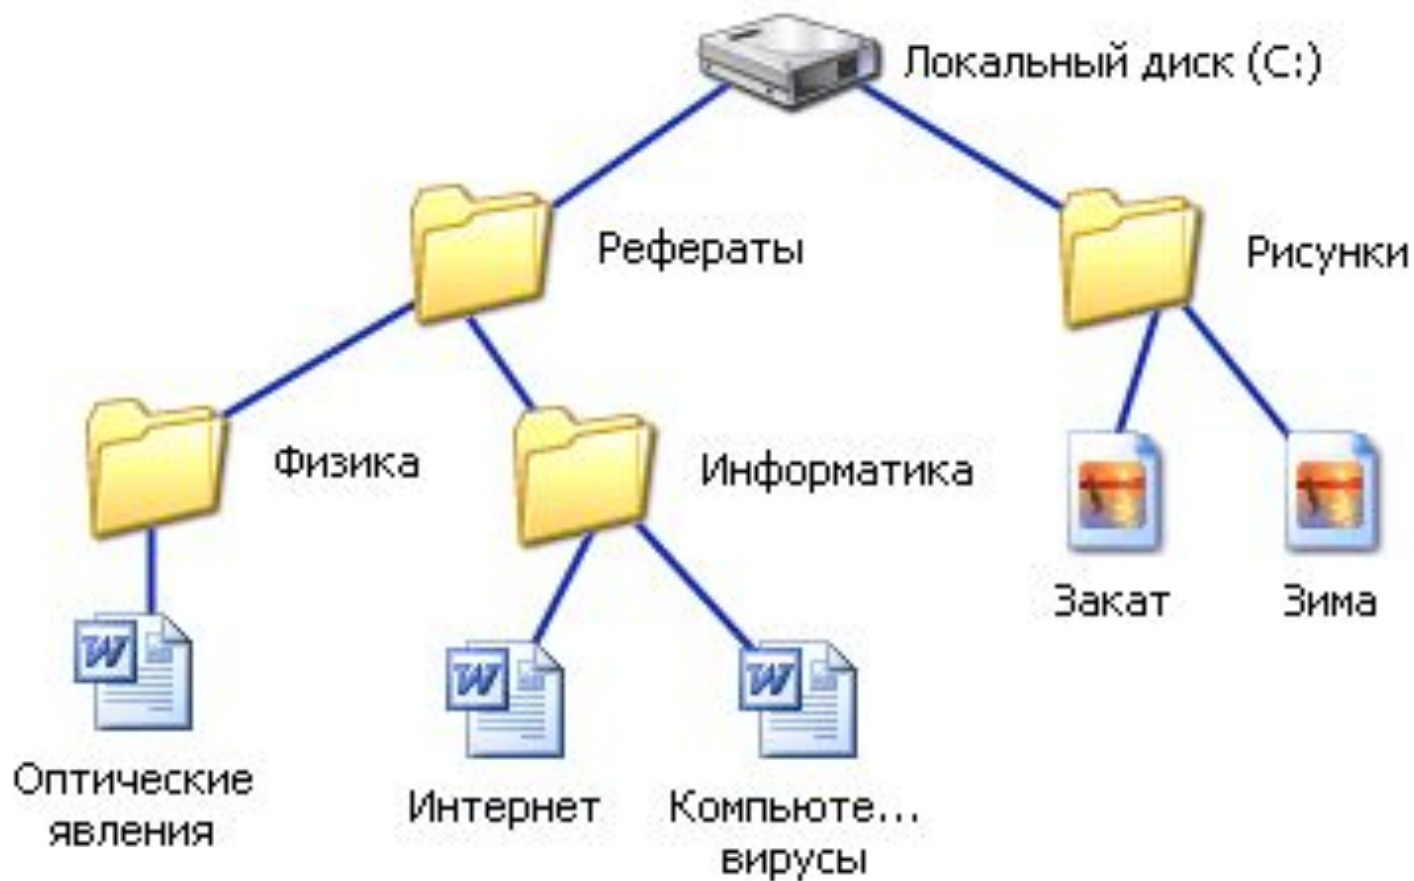 Локальный диск (C:)
Рефераты
Рисунки
Физика
Информатика
Закат
Зима
Оптические
явления
Интернет
Компьюте...
вирусы